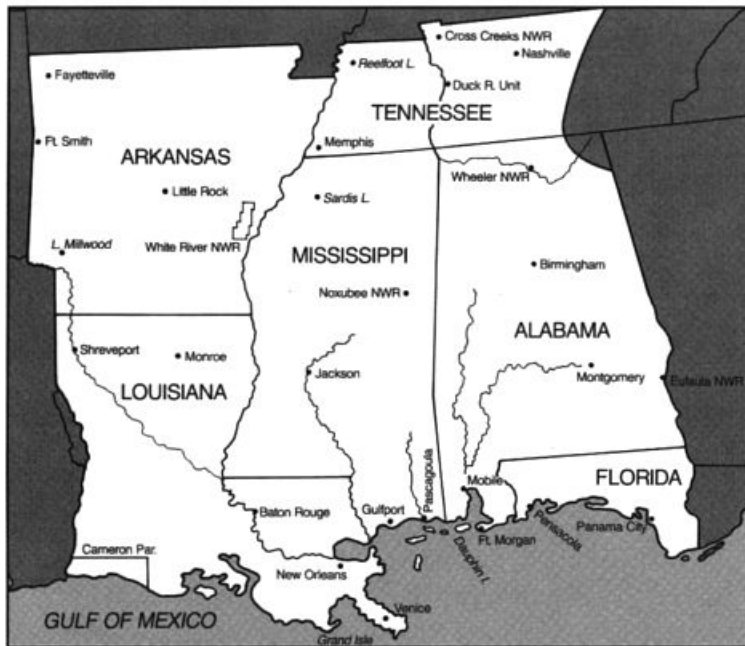 Cross Creeks NWR
Nashville
Reelfoot L.
Fayetteville
Duck R. Unit
TENNESSEE
Ft. Smith
Memphis
ARKANSAS
Wheeler NWR
Little Rock
Sardis L.
L. Millwood
White River NWR
MISSISSIPPI
Birmingham
Noxubee NWR
ALABAMA
Shreveport
Monroe
Jackson
Montgomery
Eufaula NWR
LOUISIANA
Pascagoula
Mobile
FLORIDA
Baton Rouge
Gulfport
Pensacola
Panama City
Ft. Morgan
Dauphin I.
Cameron Par.
New Orleans
Venice
GULF OF MEXICO
Grand Isle